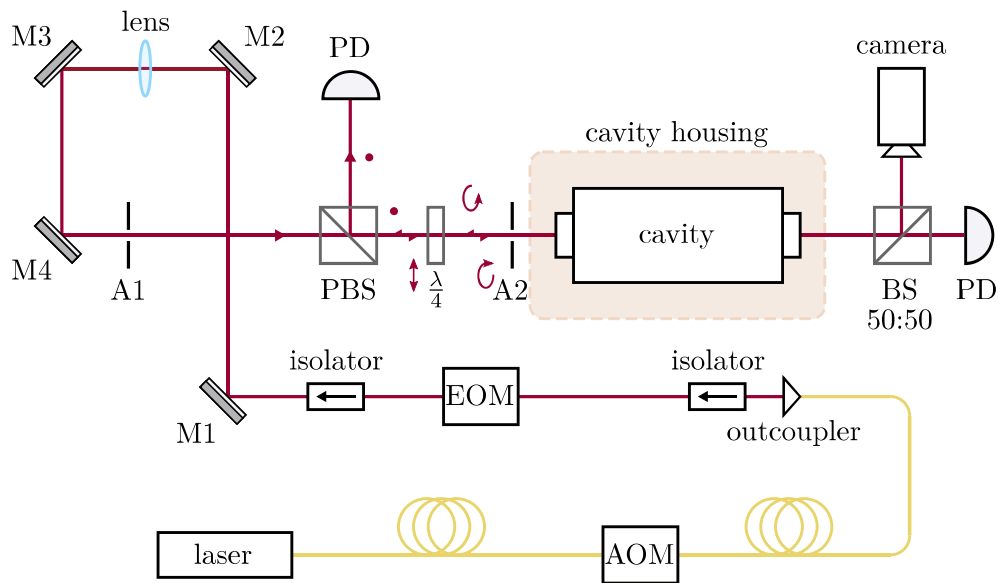 lens
M3
M2
PD
camera
cavity housing
cavity
M4
A1
PBS
λ/4
A2
BS
50:50
PD
isolator
isolator
EOM
M1
outcoupler
laser
AOM